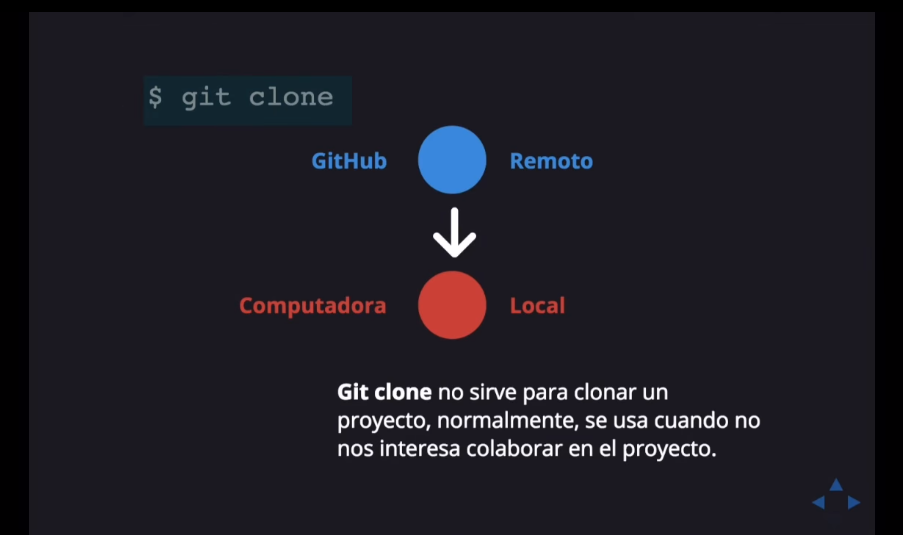 $ git clone
GitHub Remoto
Computadora Local
Git clone no sirve para clonar un
proyecto, normalmente, se usa cuando no
nos interesa colaborar en el proyecto.